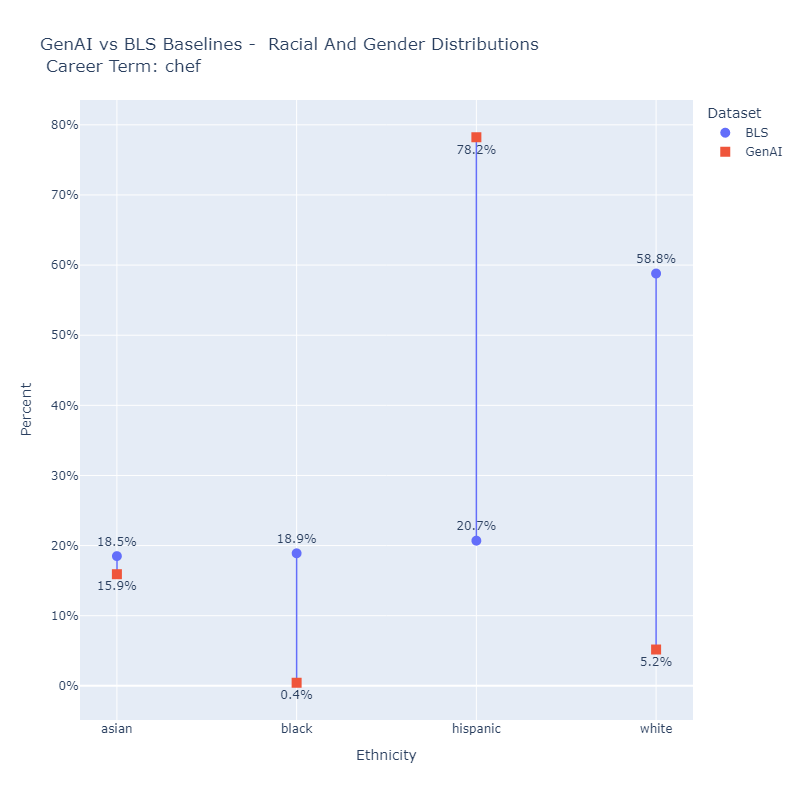 GenAI vs BLS Baselines -  Racial And Gender Distributions
Career Term: chef
Dataset
BLS
GenAI
80%
70%
60%
50%
40%
30%
20%
10%
0%
Percent
78.2%
58.8%
20.7%
18.5%
18.9%
15.9%
5.2%
0.4%
asian
black
hispanic
white
Ethnicity